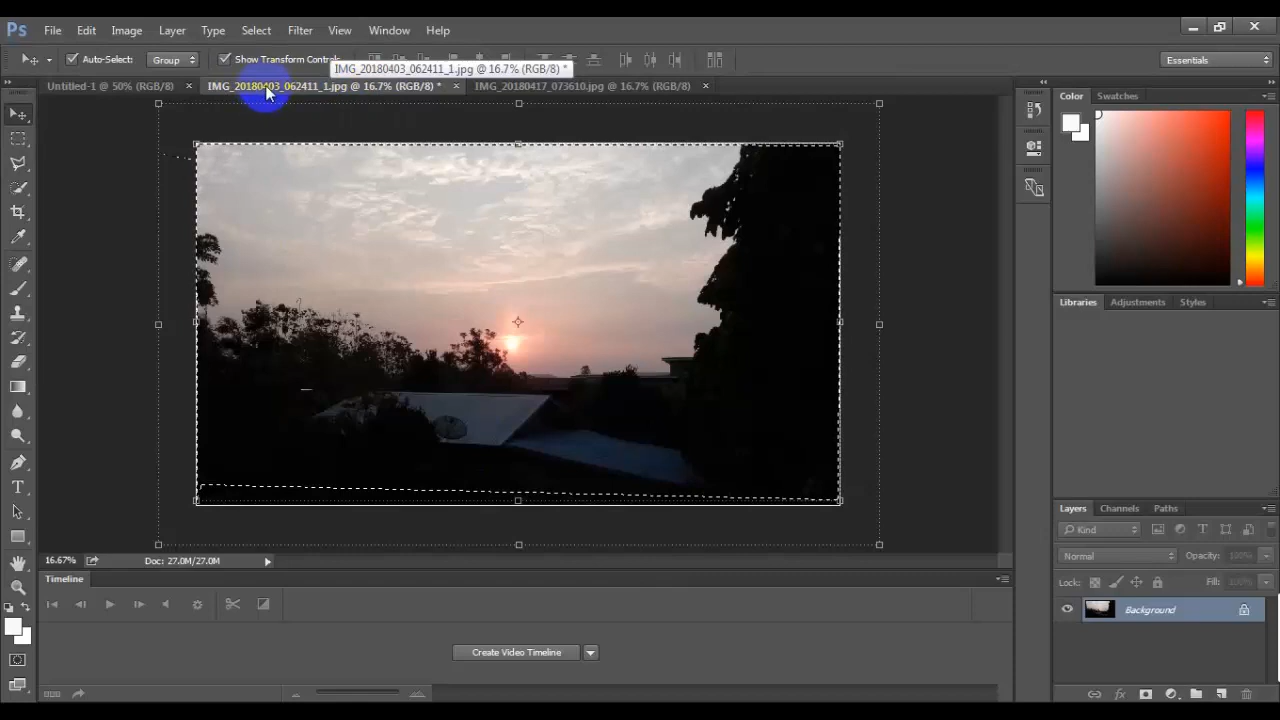 Ps File Edit Image Layer Type Select Filter View Window Help
Auto-Select: Group Show Transform Controls Essentials
IMG_20180403_062411_1.jpg @ 16.7% (RGB/8) *
Untitled-1 @ 50% (RGB/8) × IMG_20180403_062411_1.jpg @ 16.7% (RGB/8) * × IMG_20180417_073610.jpg @ 16.7% (RGB/8) ×
Color Swatches
Libraries Adjustments Styles
Layers Channels Paths
Kind
Normal Opacity: 100%
Lock: Fill: 100%
Background
16.67% Doc: 27.0M/27.0M
Timeline
Create Video Timeline